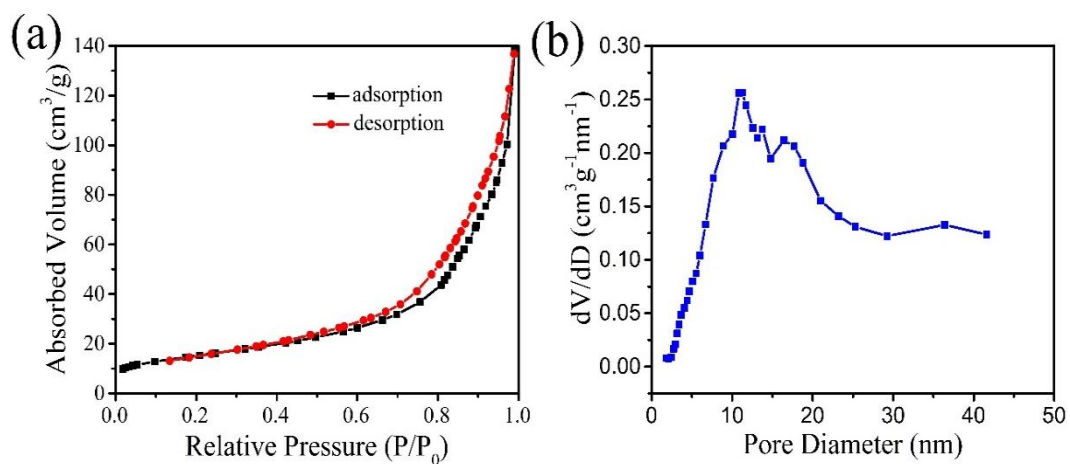 (a)
140
120
100
80
60
40
20
0
Absorbed Volume (cm³/g)
adsorption
desorption
0.0 0.2 0.4 0.6 0.8 1.0
Relative Pressure (P/P₀)
(b)
0.30
0.25
0.20
0.15
0.10
0.05
0.00
dV/dD (cm³g⁻¹nm⁻¹)
0 10 20 30 40 50
Pore Diameter (nm)